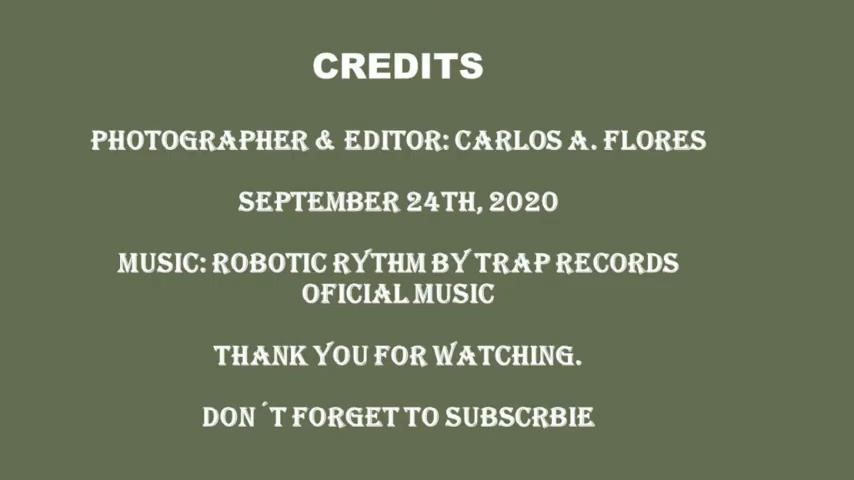 CREDITS
PHOTOGRAPHER & EDITOR: CARLOS A. FLORES
SEPTEMBER 24TH, 2020
MUSIC: ROBOTIC RYTHM BY TRAP RECORDS
OFICIAL MUSIC
THANK YOU FOR WATCHING.
DON´T FORGET TO SUBSCRBIE